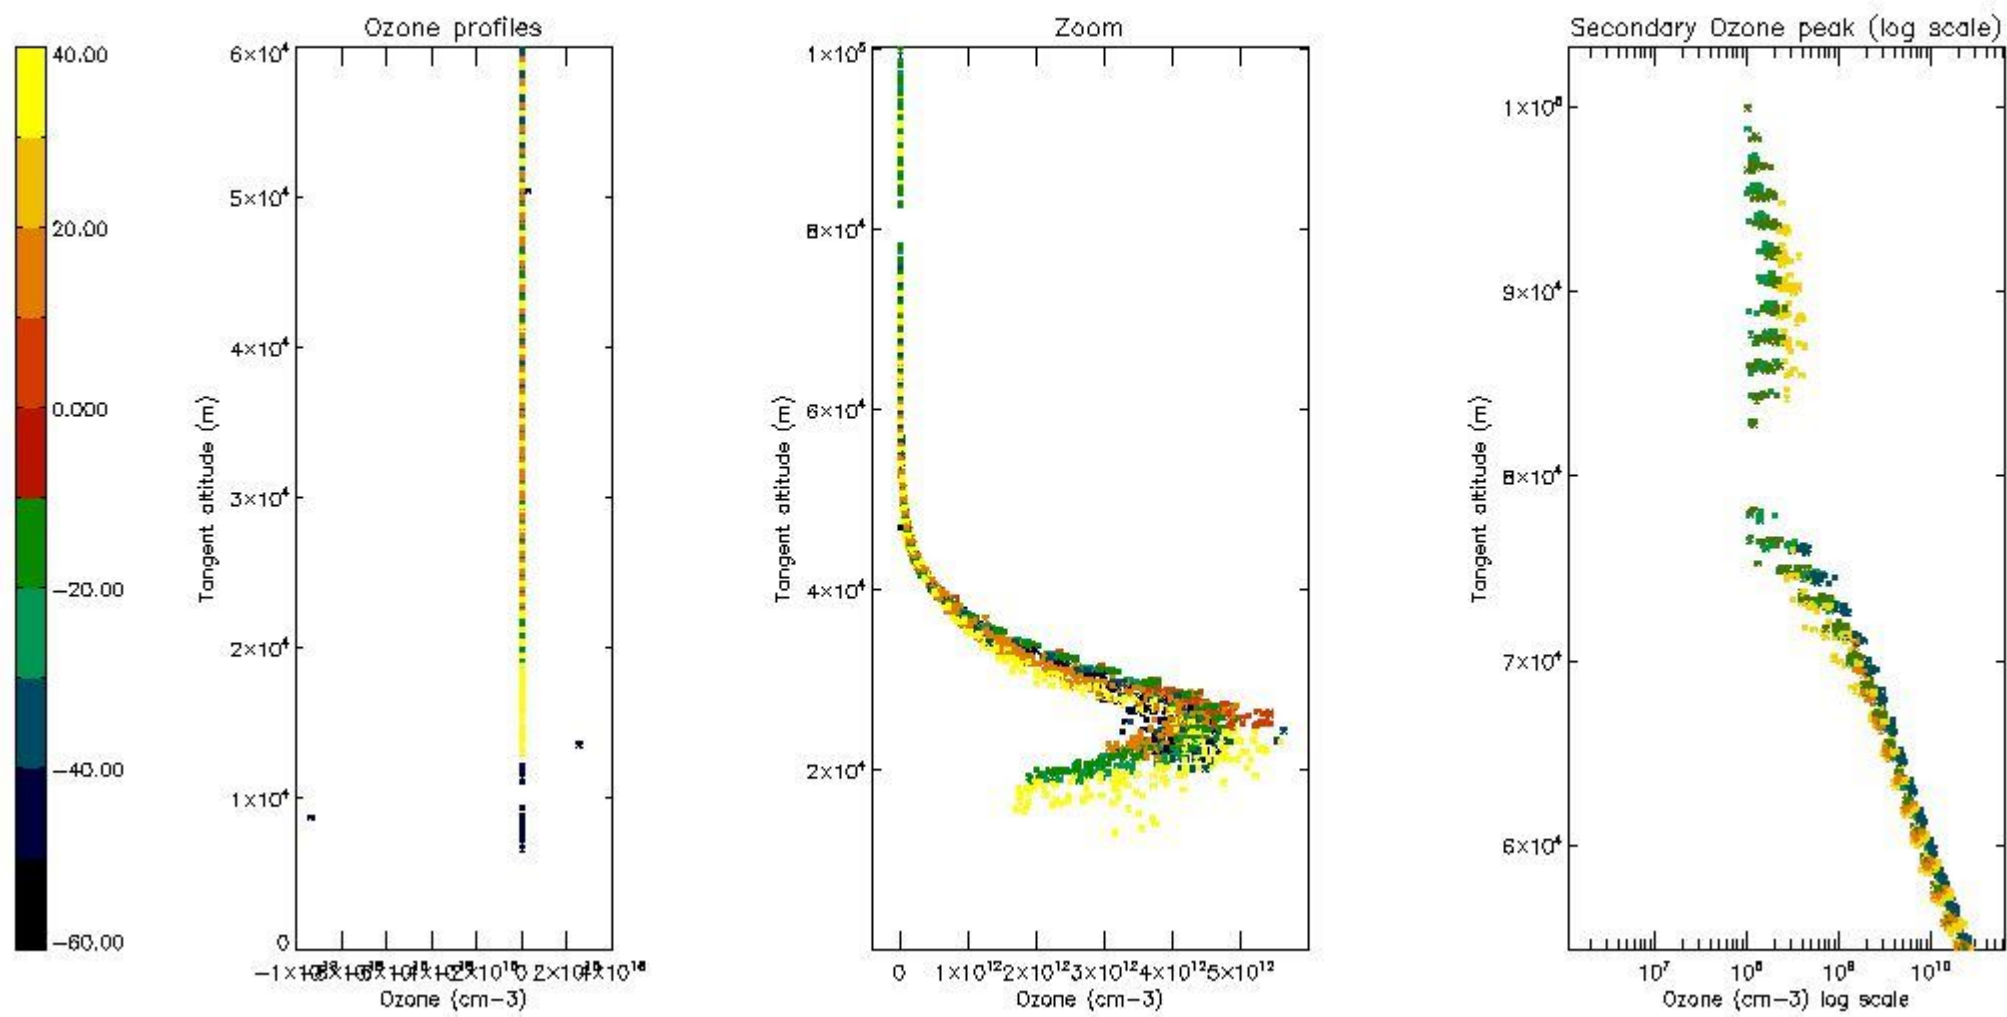 Ozone profiles
Zoom
Secondary Ozone peak (log scale)
40.00
20.00
0.000
−20.00
−40.00
−60.00
6×10⁴
5×10⁴
4×10⁴
3×10⁴
2×10⁴
1×10⁴
0
Tangent altitude (m)
0
Ozone (cm−3)
1×10⁵
8×10⁴
6×10⁴
4×10⁴
2×10⁴
Tangent altitude (m)
0 1×10¹² 2×10¹² 3×10¹² 4×10¹² 5×10¹²
Ozone (cm−3)
9×10⁴
8×10⁴
7×10⁴
6×10⁴
Tangent altitude (m)
10⁷ 10⁸ 10⁹ 10¹⁰
Ozone (cm−3) log scale